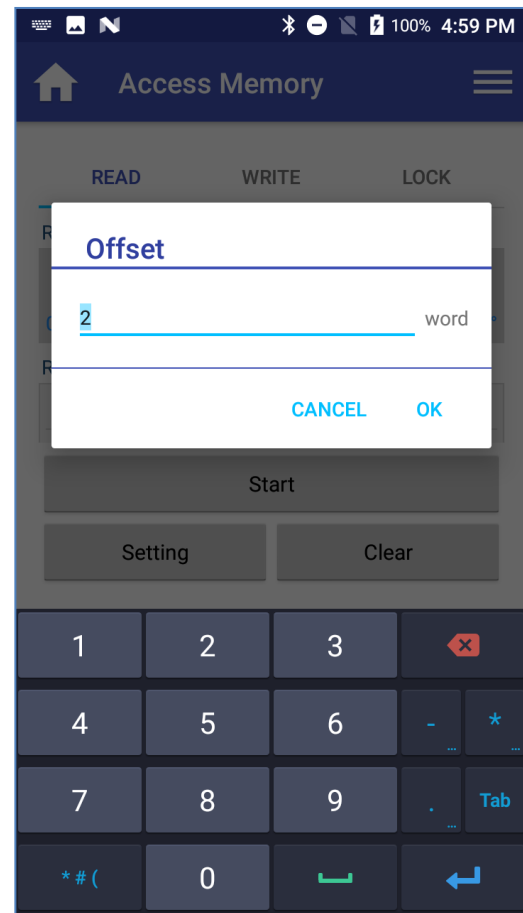 100% 4:59 PM
Access Memory
READ WRITE LOCK
R
Offset
2 word
R
CANCEL OK
Start
Setting Clear
1 2 3
4 5 6 - *
... ...
7 8 9 . Tab
...
* # ( 0